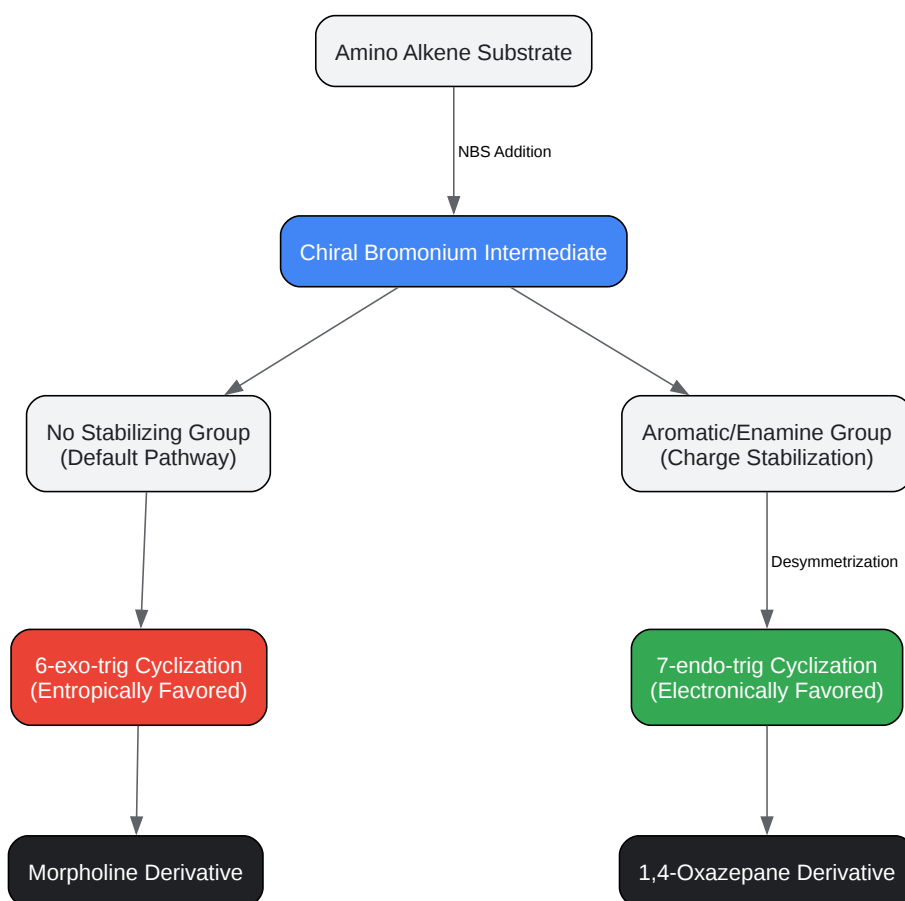 Amino Alkene Substrate
NBS Addition
Chiral Bromonium Intermediate
No Stabilizing Group
(Default Pathway)
Aromatic/Enamine Group
(Charge Stabilization)
Desymmetrization
6-exo-trig Cyclization
(Entropically Favored)
7-endo-trig Cyclization
(Electronically Favored)
Morpholine Derivative
1,4-Oxazepane Derivative